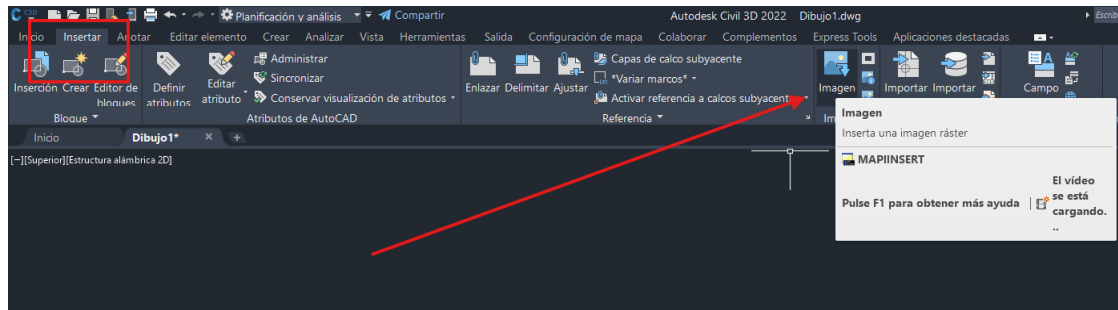 C3D Planificación y análisis Compartir Autodesk Civil 3D 2022 Dibujo1.dwg
Inicio Insertar Anotar Editar elemento Crear Analizar Vista Herramientas Salida Configuración de mapa Colaborar Complementos Express Tools Aplicaciones destacadas
Inserción Crear Editor de bloques
Definir atributos
Editar atributo
Administrar
Sincronizar
Conservar visualización de atributos
Enlazar Delimitar Ajustar
Capas de calco subyacente
*Variar marcos*
Activar referencia a calcos subyacent
Imagen
Importar Importar
Campo
Bloque Atributos de AutoCAD Referencia Im
Inicio Dibujo1* × +
[−][Superior][Estructura alámbrica 2D]
Imagen
Inserta una imagen ráster
MAPIINSERT
Pulse F1 para obtener más ayuda
El vídeo
se está
cargando.
..